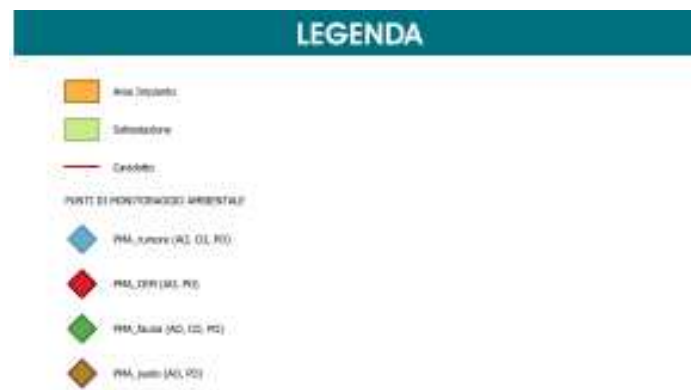 LEGENDA
Area Impianto
Sottostazione
Cavidotto
PUNTI DI MONITORAGGIO AMBIENTALE
PMA_rumore (AO, CO, PO)
PMA_CEM (AO, PO)
PMA_fauna (AO, CO, PO)
PMA_suolo (AO, PO)